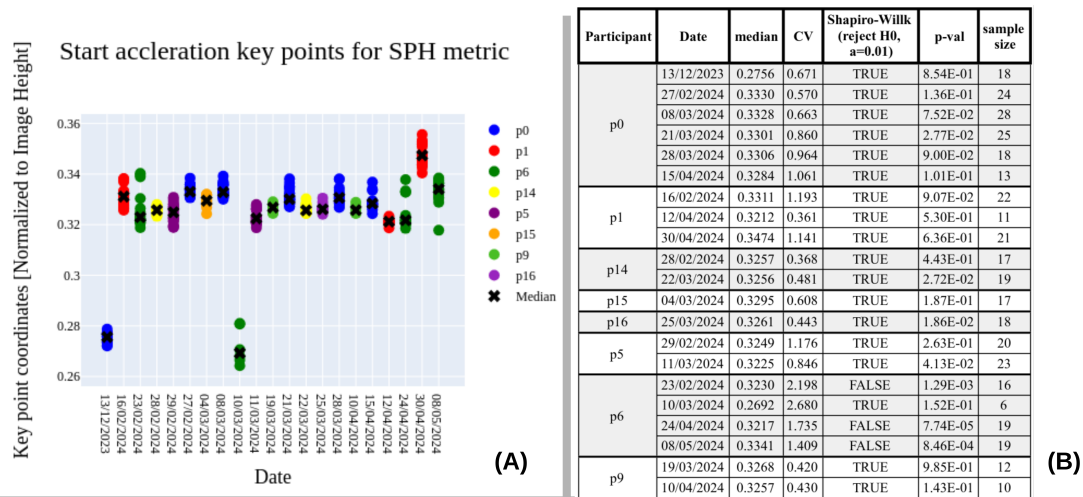 Start accleration key points for SPH metric
Key point coordinates [Normalized to Image Height]
0.36
0.34
0.32
0.3
0.28
0.26
13/12/2023
16/02/2024
23/02/2024
28/02/2024
29/02/2024
27/02/2024
04/03/2024
08/03/2024
10/03/2024
11/03/2024
19/03/2024
21/03/2024
22/03/2024
25/03/2024
28/03/2024
10/04/2024
15/04/2024
12/04/2024
24/04/2024
30/04/2024
08/05/2024
Date
p0
p1
p6
p14
p5
p15
p9
p16
Median
(A)
Participant Date median CV Shapiro-Willk (reject H0, a=0.01) p-val sample size
p0
13/12/2023 0.2756 0.671 TRUE 8.54E-01 18
27/02/2024 0.3330 0.570 TRUE 1.36E-01 24
08/03/2024 0.3328 0.663 TRUE 7.52E-02 28
21/03/2024 0.3301 0.860 TRUE 2.77E-02 25
28/03/2024 0.3306 0.964 TRUE 9.00E-02 18
15/04/2024 0.3284 1.061 TRUE 1.01E-01 13
p1
16/02/2024 0.3311 1.193 TRUE 9.07E-02 22
12/04/2024 0.3212 0.361 TRUE 5.30E-01 11
30/04/2024 0.3474 1.141 TRUE 6.36E-01 21
p14
28/02/2024 0.3257 0.368 TRUE 4.43E-01 17
22/03/2024 0.3256 0.481 TRUE 2.72E-02 19
p15 04/03/2024 0.3295 0.608 TRUE 1.87E-01 17
p16 25/03/2024 0.3261 0.443 TRUE 1.86E-02 18
p5
29/02/2024 0.3249 1.176 TRUE 2.63E-01 20
11/03/2024 0.3225 0.846 TRUE 4.13E-02 23
p6
23/02/2024 0.3230 2.198 FALSE 1.29E-03 16
10/03/2024 0.2692 2.680 TRUE 1.52E-01 6
24/04/2024 0.3217 1.735 FALSE 7.74E-05 19
08/05/2024 0.3341 1.409 FALSE 8.46E-04 19
p9
19/03/2024 0.3268 0.420 TRUE 9.85E-01 12
10/04/2024 0.3257 0.430 TRUE 1.43E-01 10
(B)